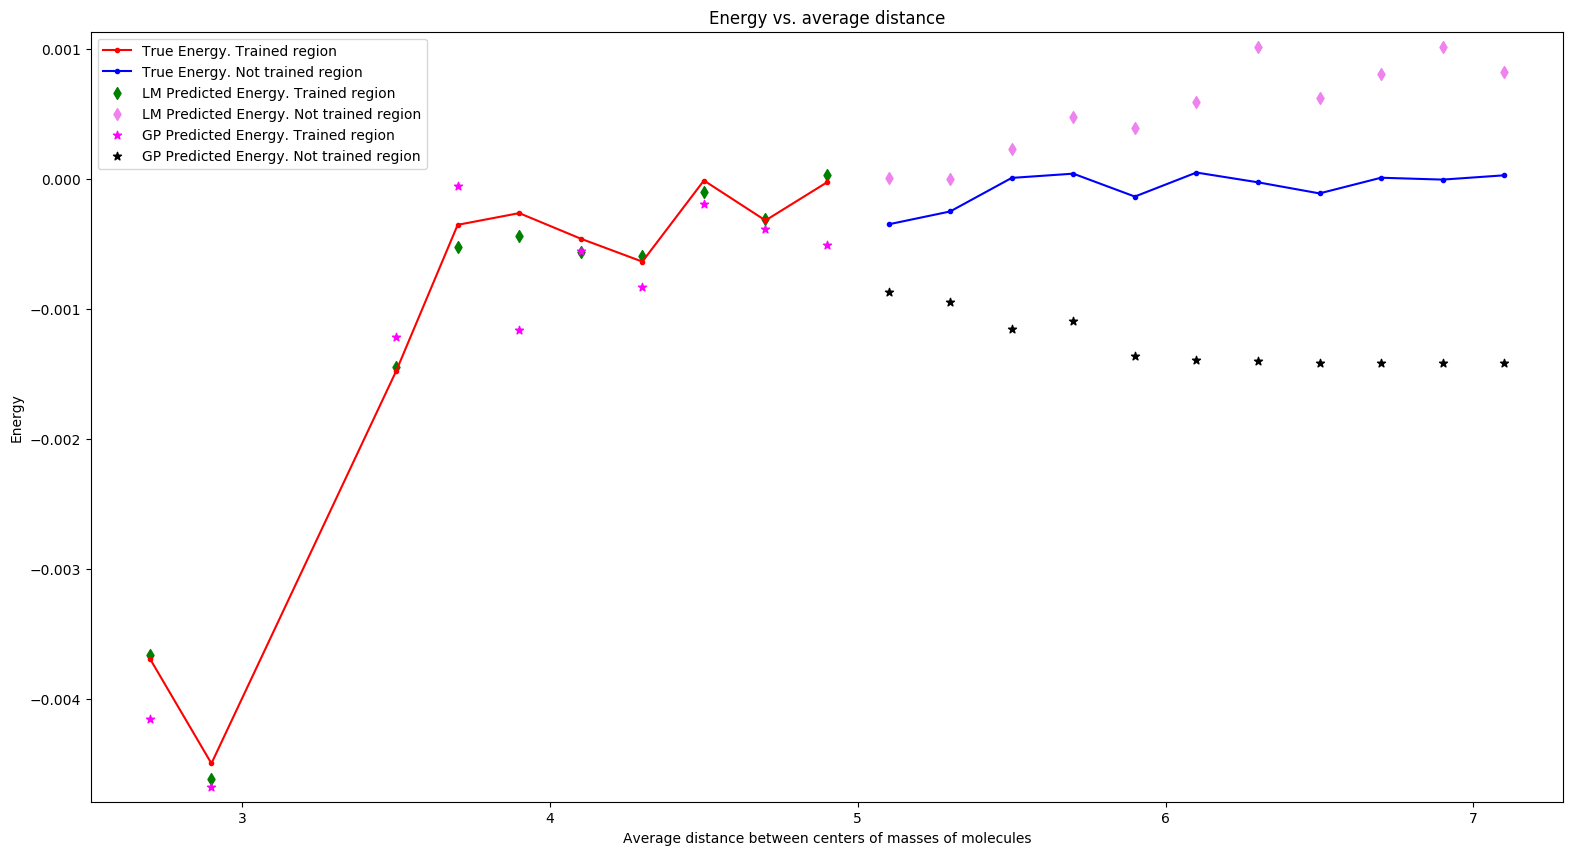 Energy vs. average distance
True Energy. Trained region
True Energy. Not trained region
LM Predicted Energy. Trained region
LM Predicted Energy. Not trained region
GP Predicted Energy. Trained region
GP Predicted Energy. Not trained region
0.001
0.000
−0.001
−0.002
−0.003
−0.004
Energy
3 4 5 6 7
Average distance between centers of masses of molecules